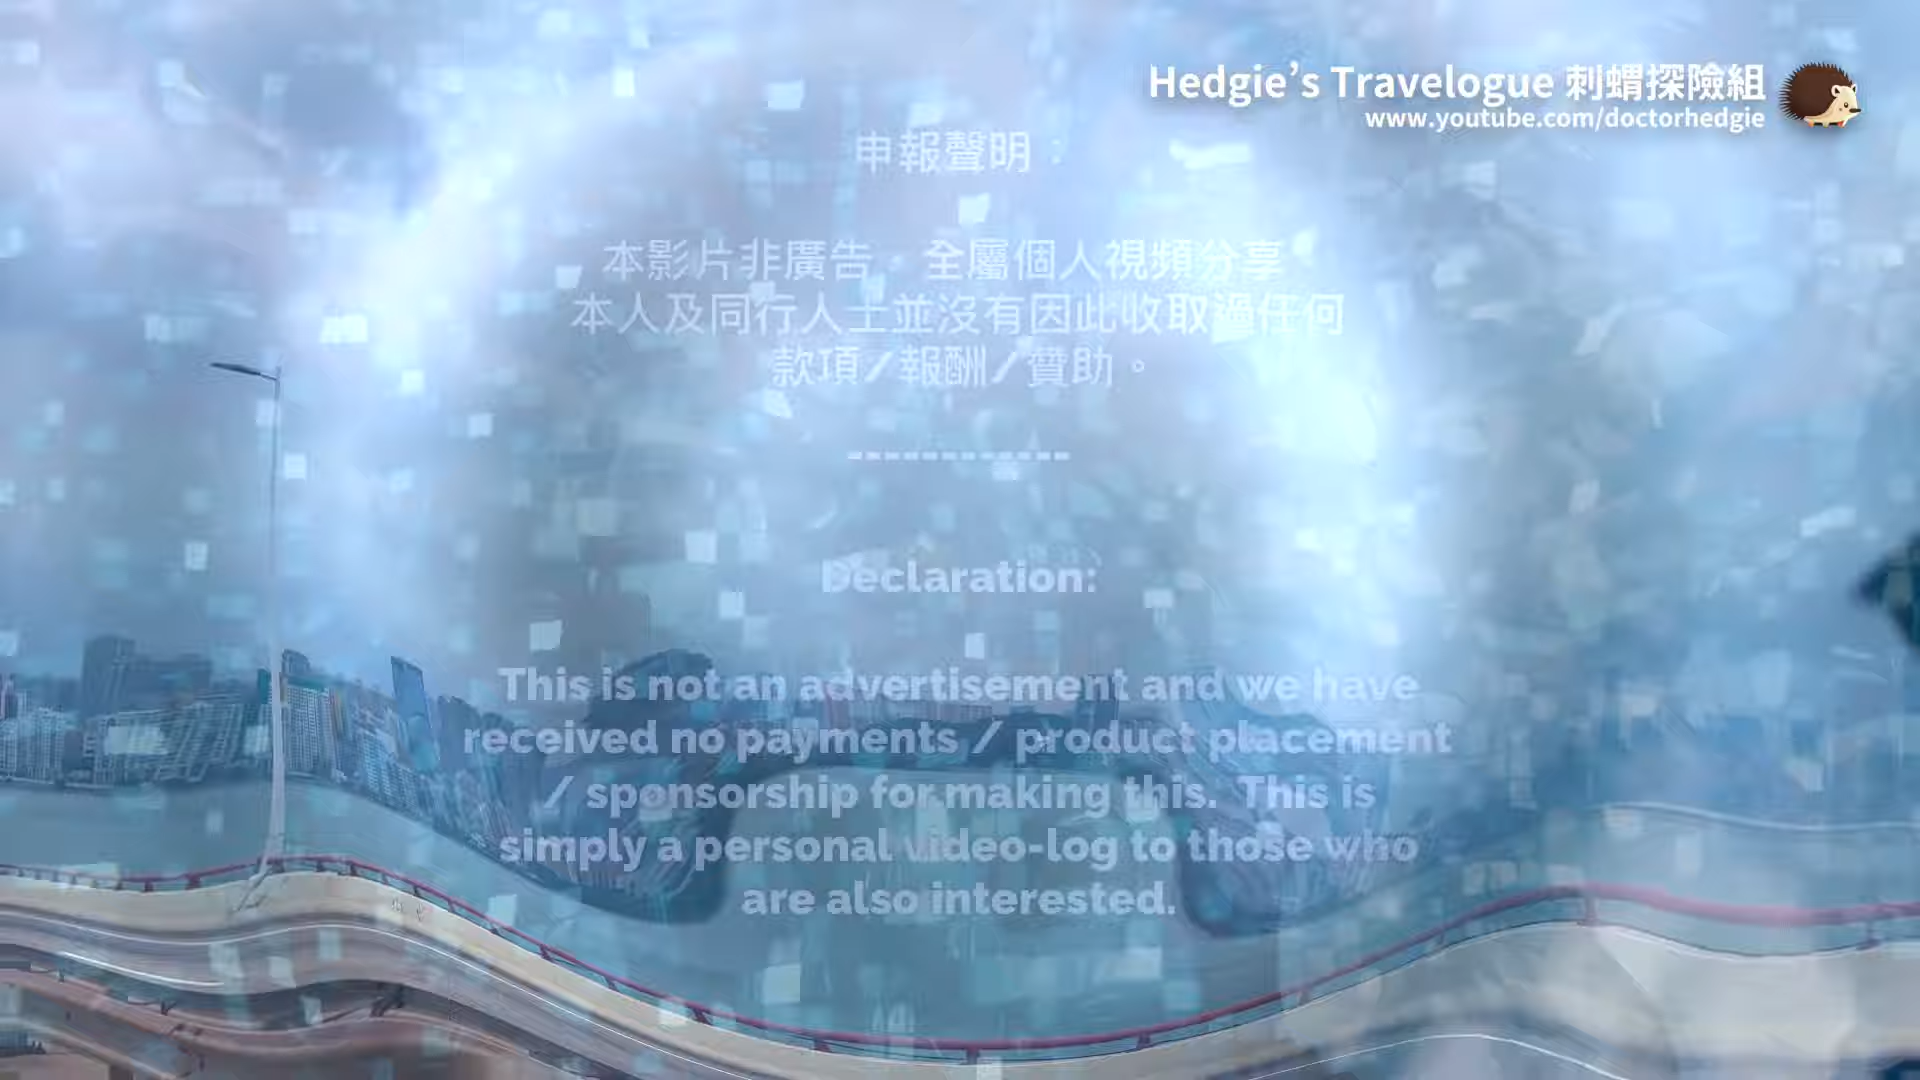 Hedgie’s Travelogue 刺蝟探險組
www.youtube.com/doctorhedgie
申報聲明：
本影片非廣告，全屬個人視頻分享
本人及同行人士並沒有因此收取過任何
款項／報酬／贊助。
------------
Declaration:
This is not an advertisement and we have
received no payments / product placement
/ sponsorship for making this. This is
simply a personal video-log to those who
are also interested.